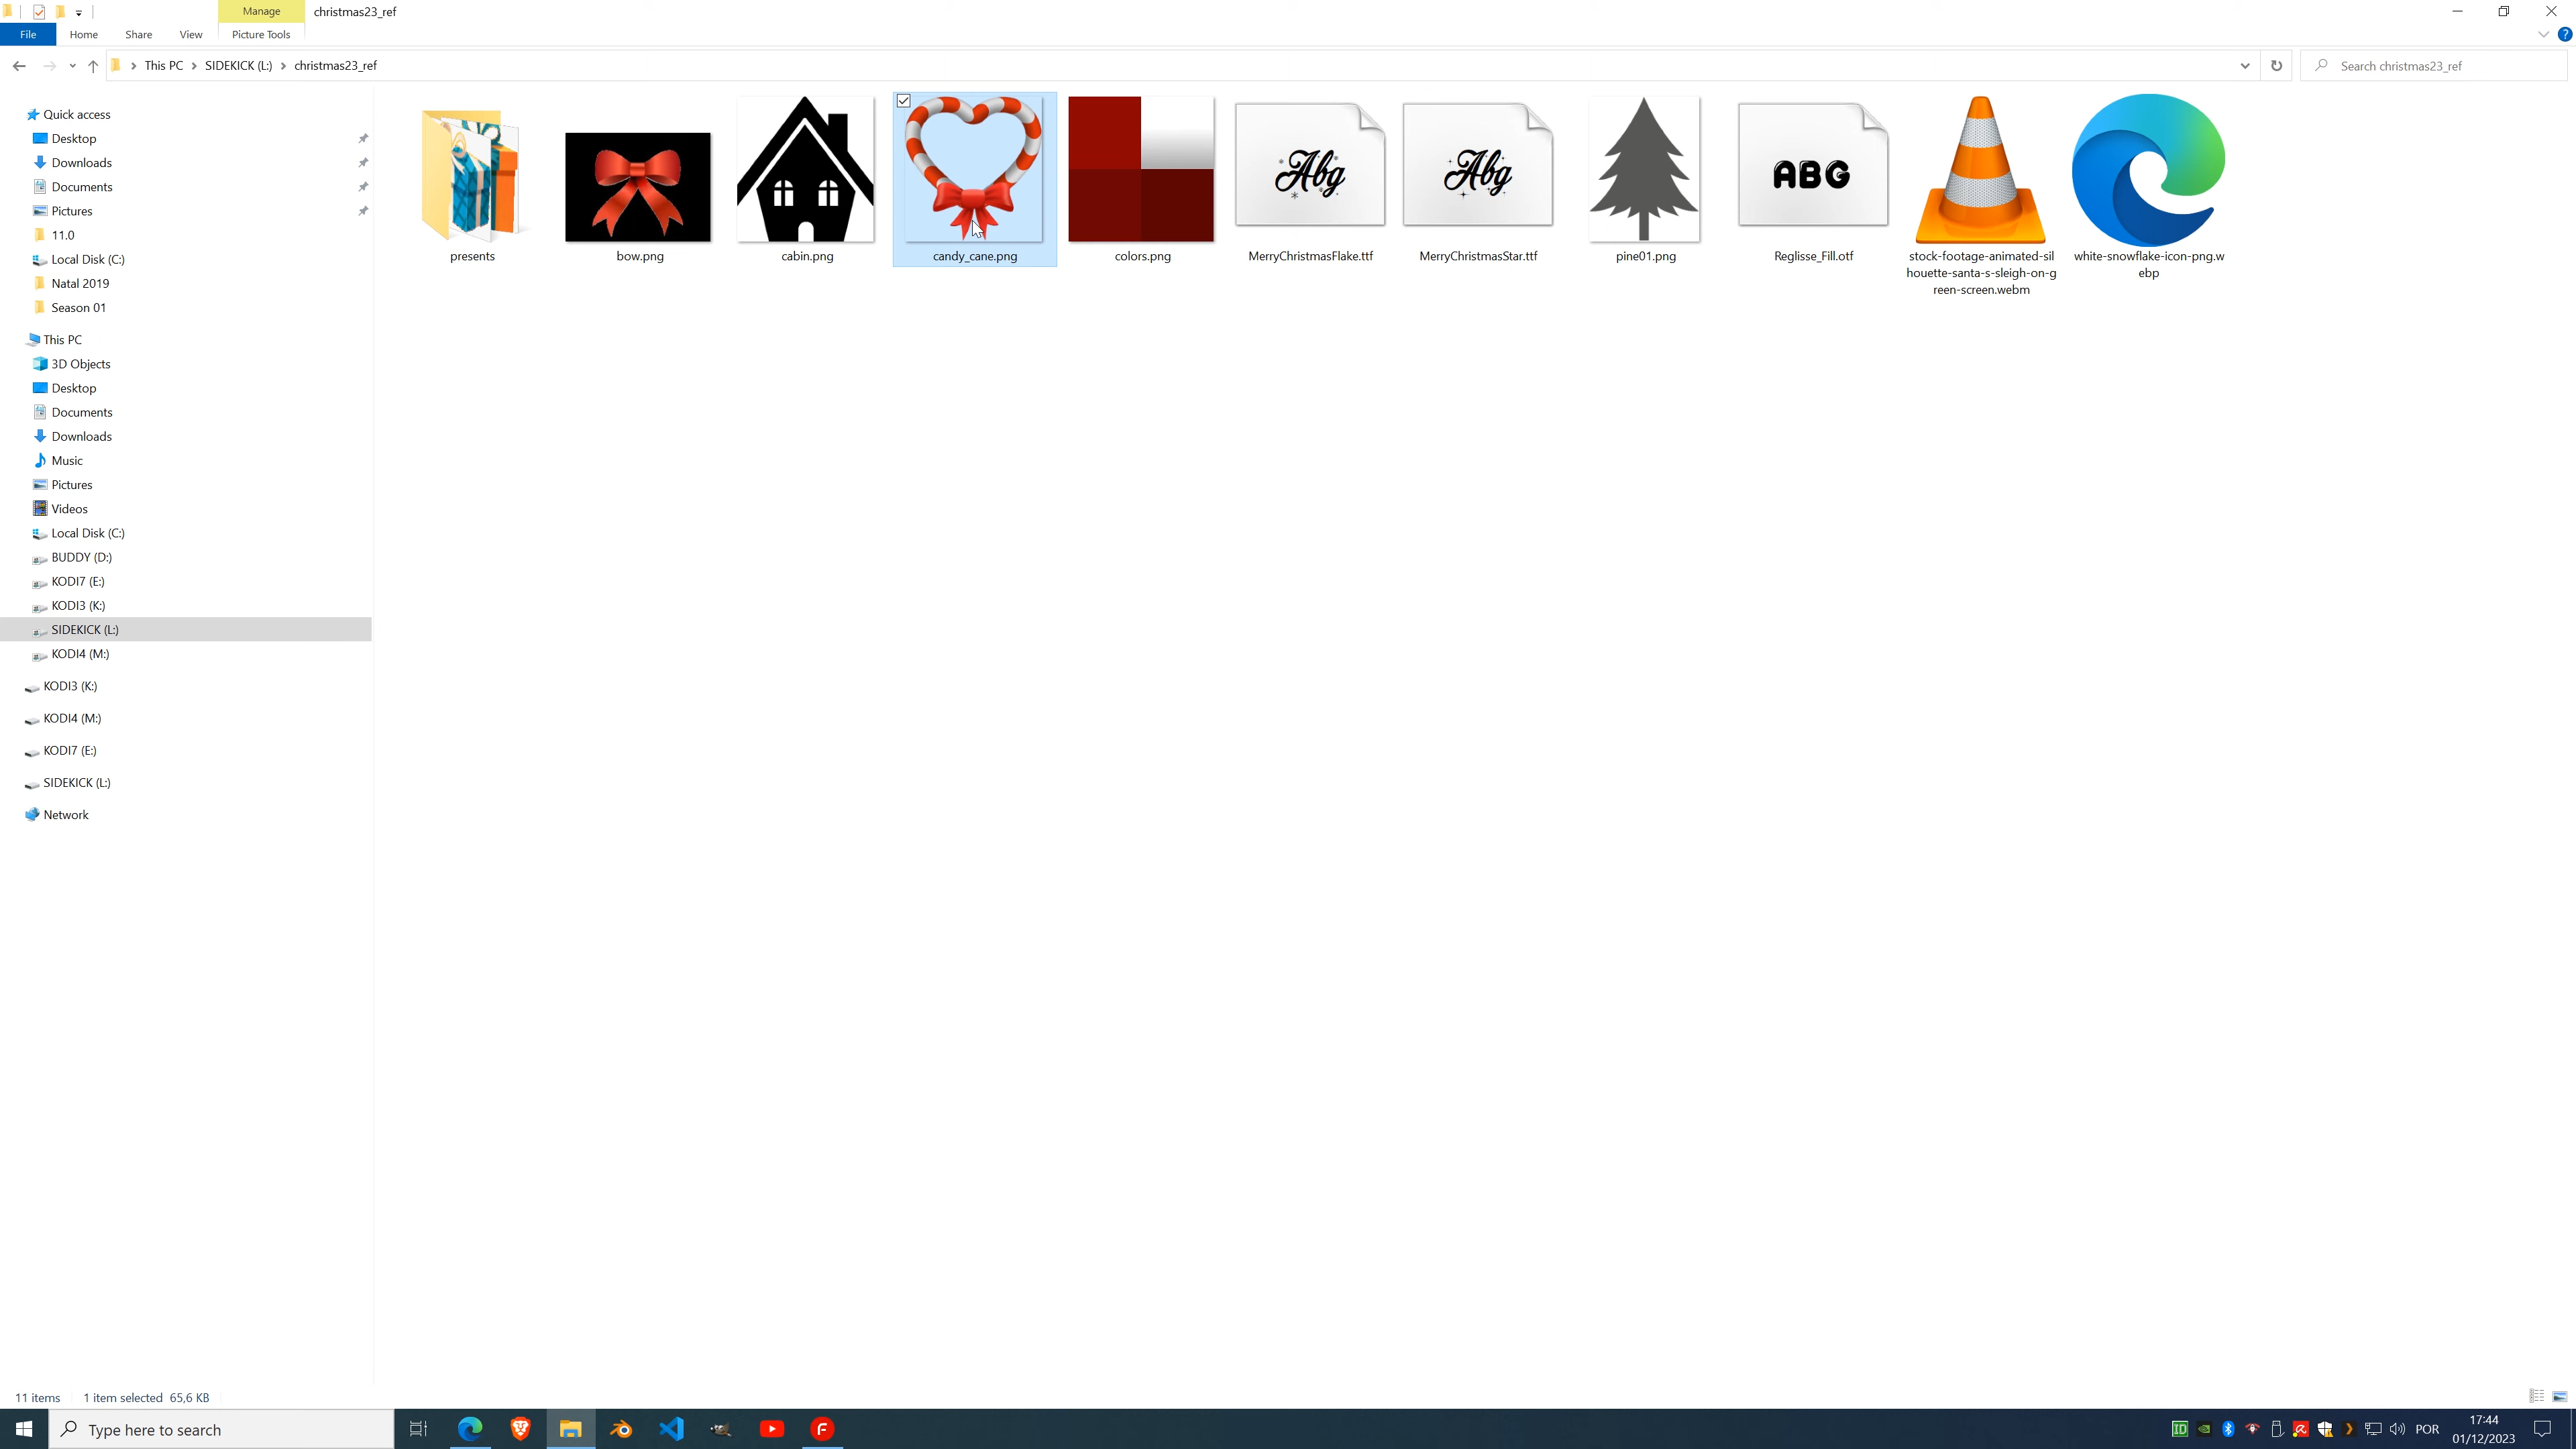 Manage
christmas23_ref
File
Home
Share
View
Picture Tools
This PC
SIDEKICK (L:)
christmas23_ref
Search christmas23_ref
Quick access
Desktop
Downloads
Documents
Pictures
11.0
Local Disk (C:)
Natal 2019
Season 01
This PC
3D Objects
Desktop
Documents
Downloads
Music
Pictures
Videos
Local Disk (C:)
BUDDY (D:)
KODI7 (E:)
KODI3 (K:)
SIDEKICK (L:)
KODI4 (M:)
KODI3 (K:)
KODI4 (M:)
KODI7 (E:)
SIDEKICK (L:)
Network
Abg
Abg
ABG
presents
bow.png
cabin.png
candy_cane.png
colors.png
MerryChristmasFlake.ttf
MerryChristmasStar.ttf
pine01.png
Reglisse_Fill.otf
stock-footage-animated-sil
houette-santa-s-sleigh-on-g
reen-screen.webm
white-snowflake-icon-png.w
ebp
11 items
1 item selected 65,6 KB
Type here to search
F
ID
POR
17:44
01/12/2023